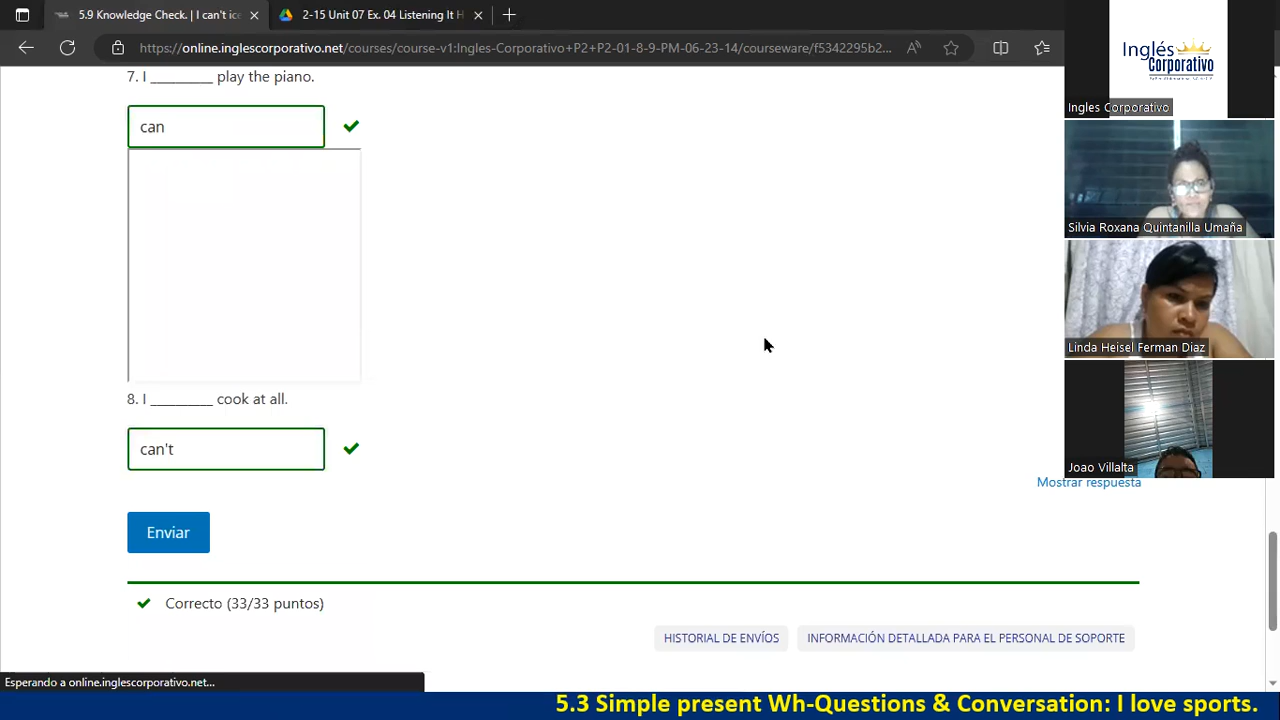 5.9 Knowledge Check. | I can't ice
2-15 Unit 07 Ex. 04 Listening It H
https://online.inglescorporativo.net/courses/course-v1:Ingles-Corporativo+P2+P2-01-8-9-PM-06-23-14/courseware/f5342295b2...
7. I _________ play the piano.
can
8. I _________ cook at all.
can't
Mostrar respuesta
Enviar
Correcto (33/33 puntos)
HISTORIAL DE ENVÍOS
INFORMACIÓN DETALLADA PARA EL PERSONAL DE SOPORTE
Esperando a online.inglescorporativo.net...
Inglés
Corporativo
Ingles Corporativo
Silvia Roxana Quintanilla Umaña
Linda Heisel Ferman Diaz
Joao Villalta
5.3 Simple present Wh-Questions & Conversation: I love sports.